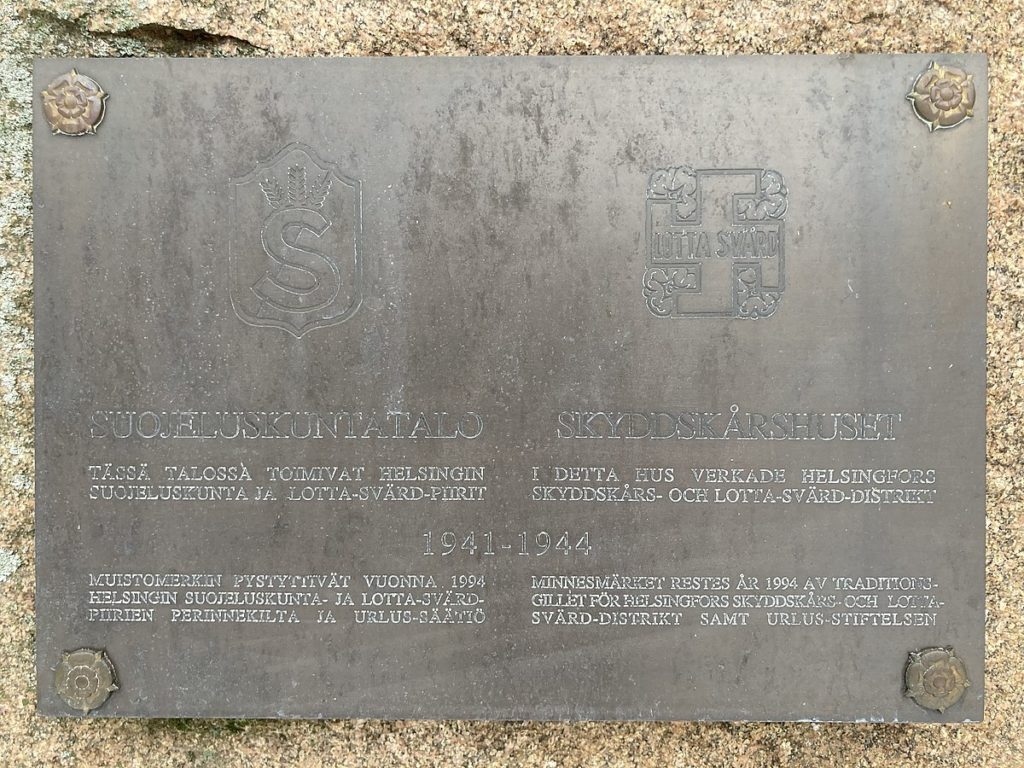 S
LOTTA SVÄRD
SUOJELUSKUNTATALO
TÄSSÄ TALOSSA TOIMIVAT HELSINGIN
SUOJELUSKUNTA JA LOTTA-SVÄRD-PIIRIT
SKYDDSKÅRSHUSET
I DETTA HUS VERKADE HELSINGFORS
SKYDDSKÅRS- OCH LOTTA-SVÄRD-DISTRIKT
1941-1944
MUISTOMERKIN PYSTYTTIVÄT VUONNA 1994
HELSINGIN SUOJELUSKUNTA- JA LOTTA-SVÄRD-
PIIRIEN PERINNEKILTA JA URLUS-SÄÄTIÖ
MINNESMÄRKET RESTES ÅR 1994 AV TRADITIONS-
GILLET FÖR HELSINGFORS SKYDDSKÅRS- OCH LOTTA-
SVÄRD-DISTRIKT SAMT URLUS-STIFTELSEN